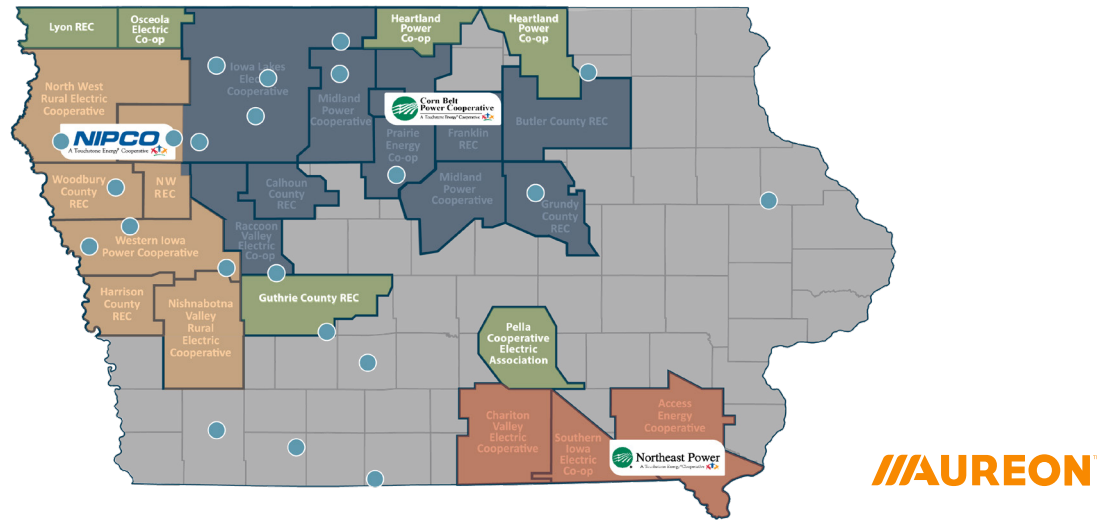 Lyon REC
Osceola
Electric
Co-op
Heartland
Power
Co-op
Heartland
Power
Co-op
Iowa Lakes
Electric
Cooperative
North West
Rural Electric
Cooperative
Midland
Power
Cooperative
Corn Belt
Power Cooperative
A Touchstone Energy® Cooperative
Butler County REC
Prairie
Energy
Co-op
Franklin
REC
NIPCO
A Touchstone Energy® Cooperative
Woodbury
County
REC
NW
REC
Calhoun
County
REC
Midland
Power
Cooperative
Grundy
County
REC
Raccoon
Valley
Electric
Co-op
Western Iowa
Power Cooperative
Harrison
County
REC
Nishnabotna
Valley
Rural
Electric
Cooperative
Guthrie County REC
Pella
Cooperative
Electric
Association
Chariton
Valley
Electric
Cooperative
Southern
Iowa
Electric
Co-op
Access
Energy
Cooperative
Northeast Power
A Touchstone Energy® Cooperative
AUREON